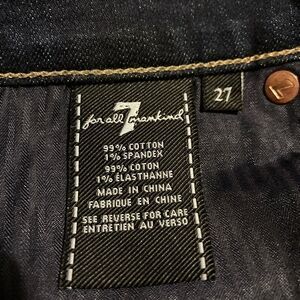 7
for all mankind
27
99% COTTON
1% SPANDEX
99% COTON
1% ÉLASTHANNE
MADE IN CHINA
FABRIQUE EN CHINE
SEE REVERSE FOR CARE
ENTRETIEN AU VERSO